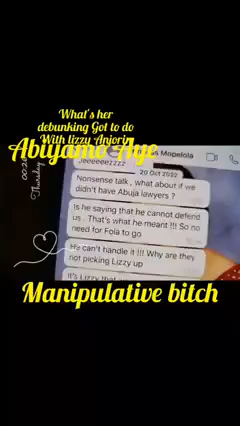 What's her
debunking Got to do
With lizzy Anjorin
Abiyamo Aye
s Mopelola
Jeeeeeezzzz
20 Oct 2022
Nonsense talk , what about if we
didn't have Abuja lawyers ?
Is he saying that he cannot defend
us . That's what he meant !!! So no
need for Fola to go
He can't handle it !!! Why are they
not picking Lizzy up
It's Lizzy that
Manipulative bitch
Thursday